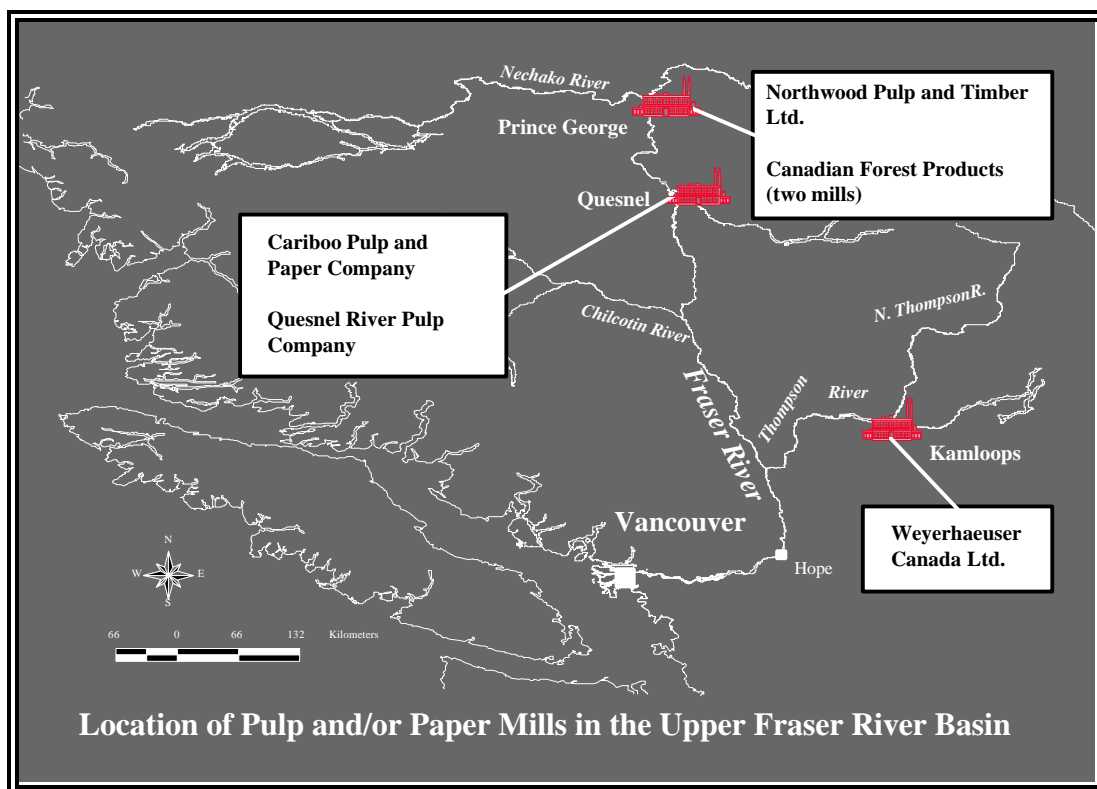 Nechako River
Prince George
Northwood Pulp and Timber
Ltd.
Canadian Forest Products
(two mills)
Quesnel
Cariboo Pulp and
Paper Company
Quesnel River Pulp
Company
Chilcotin River
N. ThompsonR.
Fraser River
Thompson
River
Kamloops
Weyerhaeuser
Canada Ltd.
Vancouver
Hope
N
W
E
S
66 0 66 132 Kilometers
Location of Pulp and/or Paper Mills in the Upper Fraser River Basin